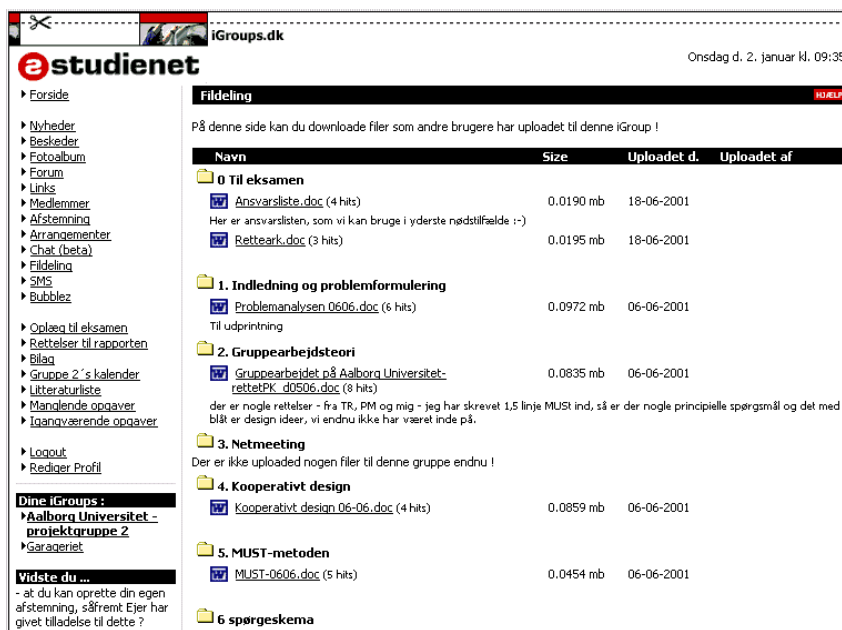 iGroups.dk
studienet
Onsdag d. 2. januar kl. 09:35
Forside
Nyheder
Beskeder
Fotoalbum
Forum
Links
Medlemmer
Afstemning
Arrangementer
Chat (beta)
Fildeling
SMS
Bubblez
Oplæg til eksamen
Rettelser til rapporten
Bilag
Gruppe 2´s kalender
Litteraturliste
Manglende opgaver
Igangværende opgaver
Logout
Rediger Profil
Dine iGroups :
Aalborg Universitet -
projektgruppe 2
Garageriet
Vidste du ...
- at du kan oprette din egen
afstemning, såfremt Ejer har
givet tilladelse til dette ?
Fildeling HJÆLP
På denne side kan du downloade filer som andre brugere har uploadet til denne iGroup !
Navn Size Uploadet d. Uploadet af
0 Til eksamen
Ansvarsliste.doc (4 hits) 0.0190 mb 18-06-2001
Her er ansvarslisten, som vi kan bruge i yderste nødstilfælde :-)
Retteark.doc (3 hits) 0.0195 mb 18-06-2001
1. Indledning og problemformulering
Problemanalysen 0606.doc (6 hits) 0.0972 mb 06-06-2001
Til udprintning
2. Gruppearbejdsteori
Gruppearbejdet på Aalborg Universitet- 0.0835 mb 06-06-2001
rettetPK_d0506.doc (8 hits)
der er nogle rettelser - fra TR, PM og mig - jeg har skrevet 1,5 linje MUSt ind, så er der nogle principielle spørgsmål og det med
blåt er design ideer, vi endnu ikke har været inde på.
3. Netmeeting
Der er ikke uploaded nogen filer til denne gruppe endnu !
4. Kooperativt design
Kooperativt design 06-06.doc (4 hits) 0.0859 mb 06-06-2001
5. MUST-metoden
MUST-0606.doc (5 hits) 0.0454 mb 06-06-2001
6 spørgeskema